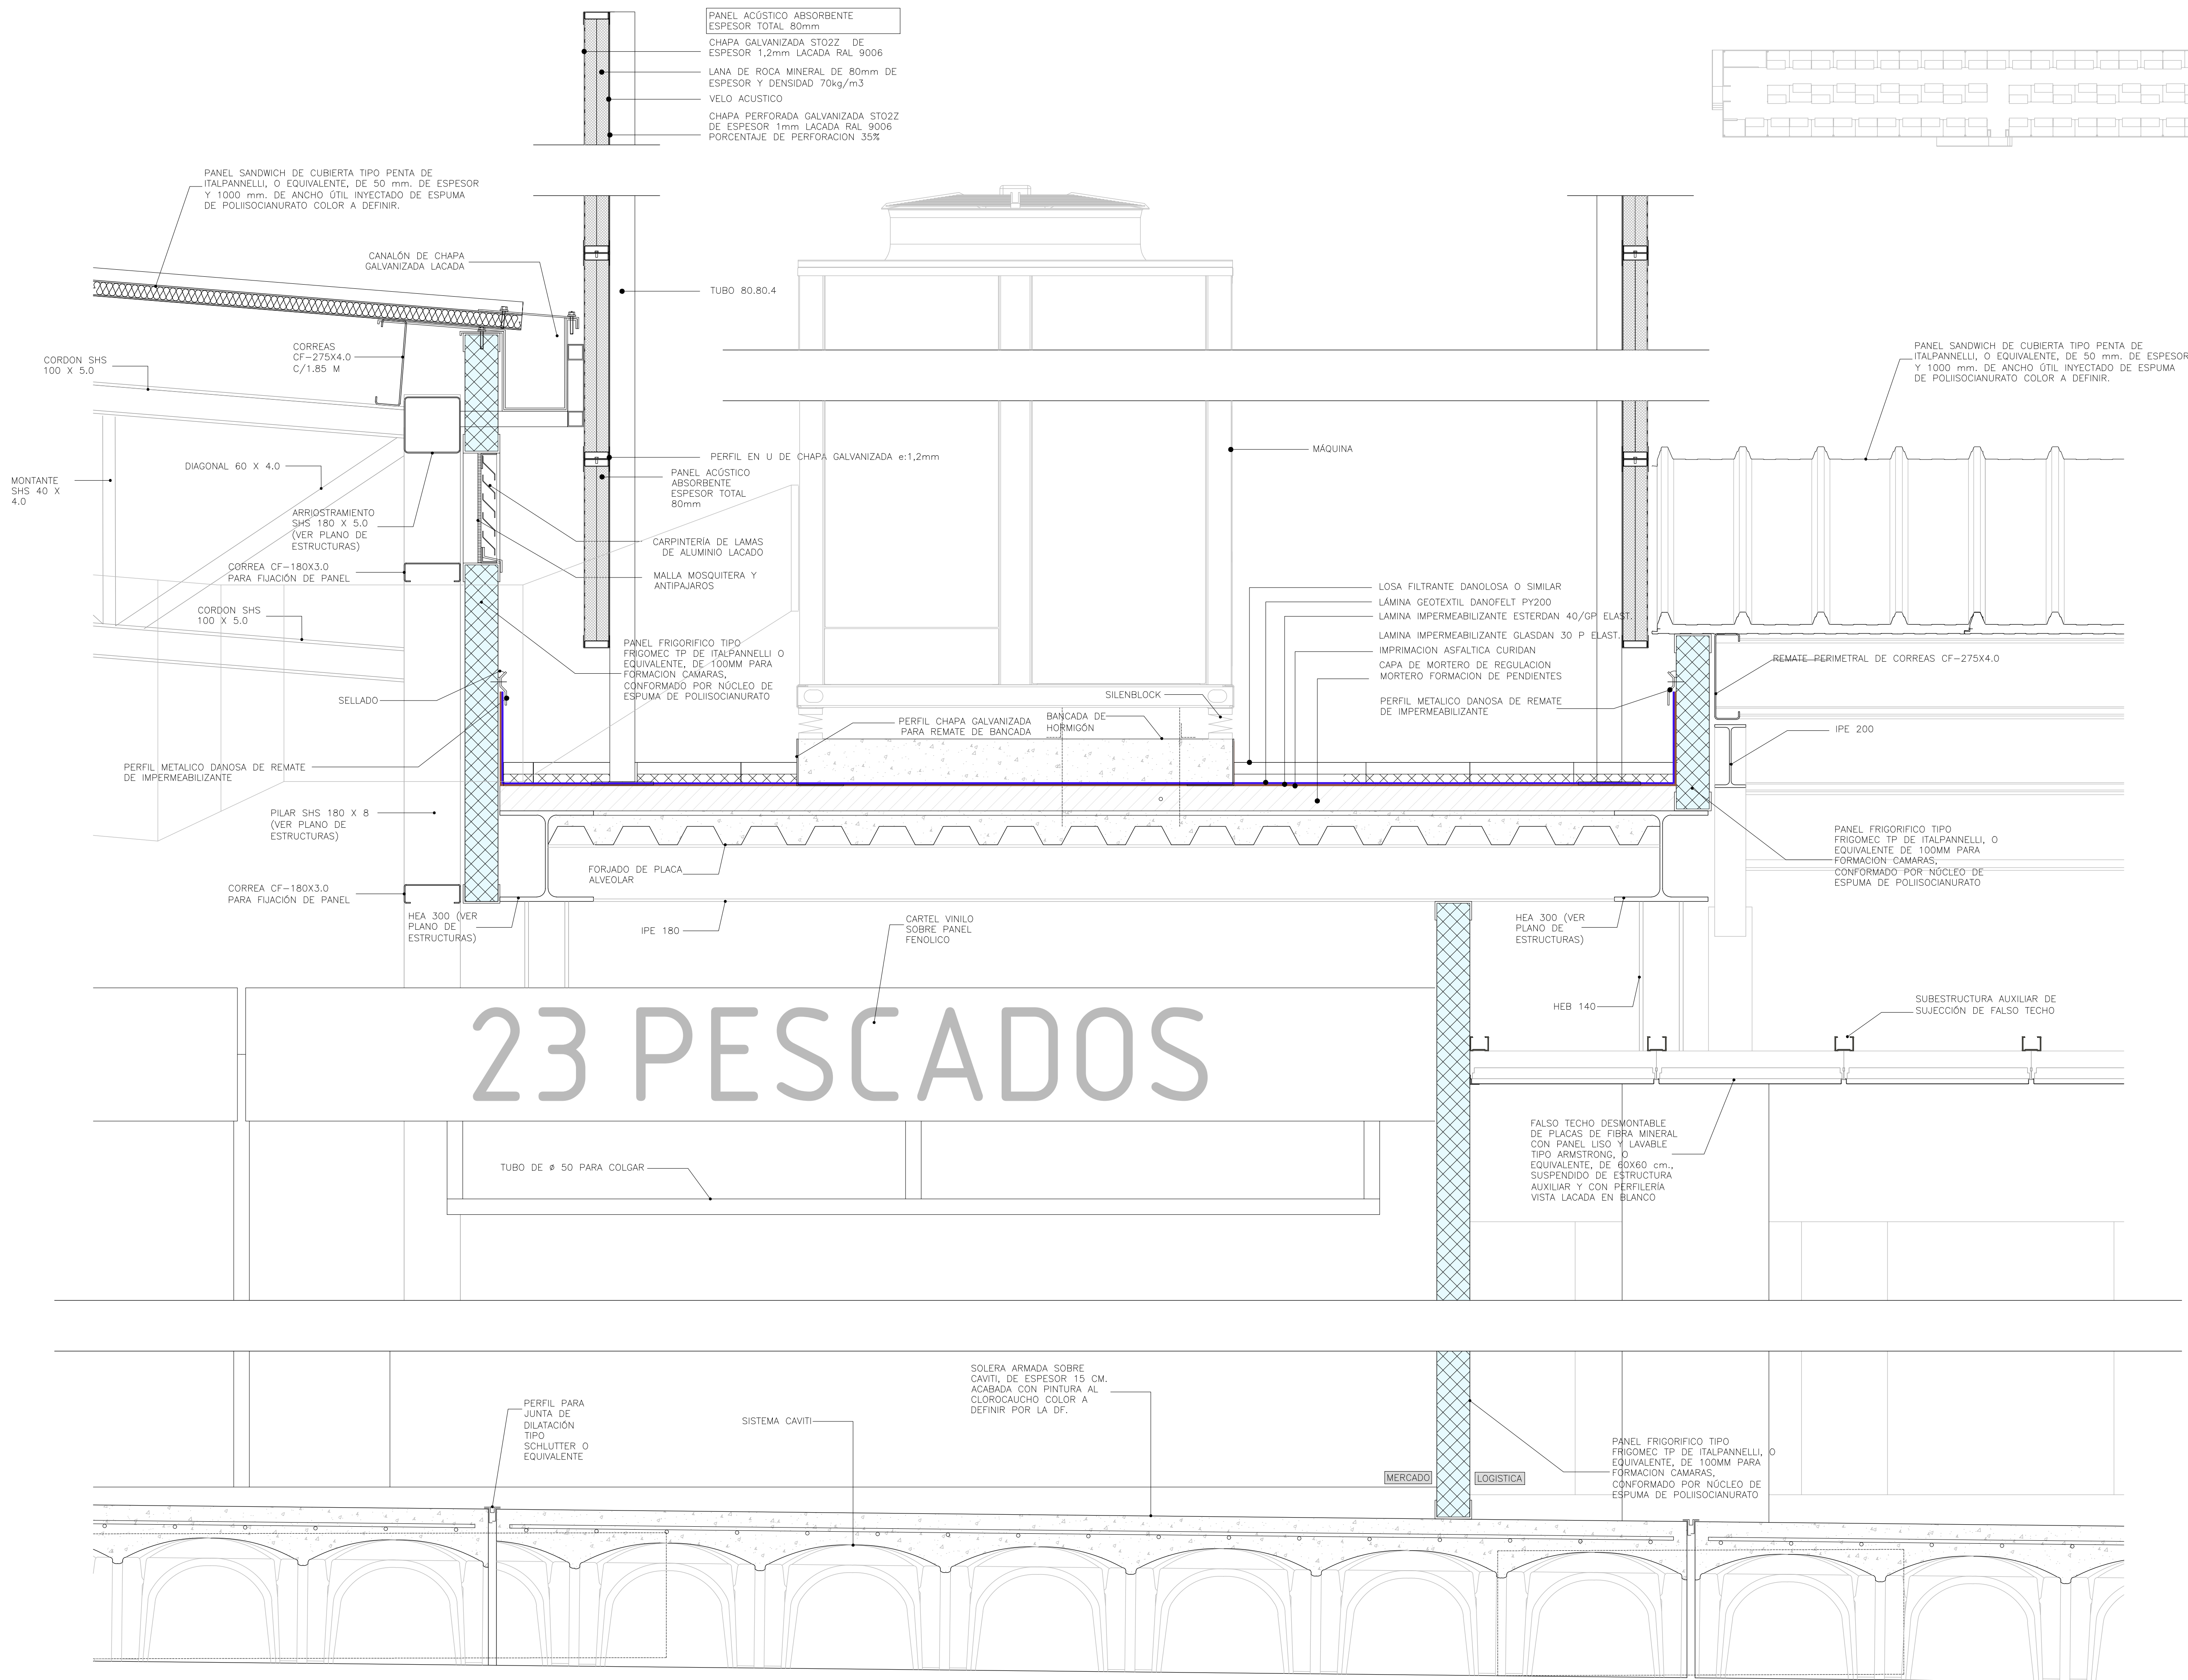 PANEL ACÚSTICO ABSORBENTE
ESPESOR TOTAL 80mm
CHAPA GALVANIZADA ST02Z DE
ESPESOR 1,2mm LACADA RAL 9006
LANA DE ROCA MINERAL DE 80mm DE
ESPESOR Y DENSIDAD 70kg/m3
VELO ACUSTICO
CHAPA PERFORADA GALVANIZADA ST02Z
DE ESPESOR 1mm LACADA RAL 9006
PORCENTAJE DE PERFORACION 35%
PANEL SANDWICH DE CUBIERTA TIPO PENTA DE
ITALPANNELLI, O EQUIVALENTE, DE 50 mm. DE ESPESOR
Y 1000 mm. DE ANCHO ÚTIL INYECTADO DE ESPUMA
DE POLIISOCIANURATO COLOR A DEFINIR.
CANALÓN DE CHAPA
GALVANIZADA LACADA
TUBO 80.80.4
CORREAS
CF-275X4.0
C/1.85 M
CORDON SHS
100 X 5.0
PANEL SANDWICH DE CUBIERTA TIPO PENTA DE
ITALPANNELLI, O EQUIVALENTE, DE 50 mm. DE ESPESOR
Y 1000 mm. DE ANCHO ÚTIL INYECTADO DE ESPUMA
DE POLIISOCIANURATO COLOR A DEFINIR.
MÁQUINA
PERFIL EN U DE CHAPA GALVANIZADA e:1,2mm
DIAGONAL 60 X 4.0
MONTANTE
SHS 40 X
4.0
PANEL ACÚSTICO
ABSORBENTE
ESPESOR TOTAL
80mm
ARRIOSTRAMIENTO
SHS 180 X 5.0
(VER PLANO DE
ESTRUCTURAS)
CARPINTERÍA DE LAMAS
DE ALUMINIO LACADO
MALLA MOSQUITERA Y
ANTIPAJAROS
CORREA CF-180X3.0
PARA FIJACIÓN DE PANEL
LOSA FILTRANTE DANOLOSA O SIMILAR
LÁMINA GEOTEXTIL DANOFELT PY200
LAMINA IMPERMEABILIZANTE ESTERDAN 40/GP ELAST.
LAMINA IMPERMEABILIZANTE GLASDAN 30 P ELAST.
IMPRIMACION ASFALTICA CURIDAN
CAPA DE MORTERO DE REGULACION
MORTERO FORMACION DE PENDIENTES
CORDON SHS
100 X 5.0
PANEL FRIGORIFICO TIPO
FRIGOMEC TP DE ITALPANNELLI O
EQUIVALENTE, DE 100MM PARA
FORMACION CAMARAS,
CONFORMADO POR NÚCLEO DE
ESPUMA DE POLIISOCIANURATO
REMATE PERIMETRAL DE CORREAS CF-275X4.0
SELLADO
SILENBLOCK
PERFIL METALICO DANOSA DE REMATE
DE IMPERMEABILIZANTE
PERFIL CHAPA GALVANIZADA
PARA REMATE DE BANCADA
BANCADA DE
HORMIGÓN
IPE 200
PERFIL METALICO DANOSA DE REMATE
DE IMPERMEABILIZANTE
PILAR SHS 180 X 8
(VER PLANO DE
ESTRUCTURAS)
PANEL FRIGORIFICO TIPO
FRIGOMEC TP DE ITALPANNELLI, O
EQUIVALENTE DE 100MM PARA
FORMACION CAMARAS,
CONFORMADO POR NÚCLEO DE
ESPUMA DE POLIISOCIANURATO
FORJADO DE PLACA
ALVEOLAR
CORREA CF-180X3.0
PARA FIJACIÓN DE PANEL
HEA 300 (VER
PLANO DE
ESTRUCTURAS)
IPE 180
CARTEL VINILO
SOBRE PANEL
FENOLICO
HEA 300 (VER
PLANO DE
ESTRUCTURAS)
HEB 140
SUBESTRUCTURA AUXILIAR DE
SUJECCIÓN DE FALSO TECHO
23 PESCADOS
FALSO TECHO DESMONTABLE
DE PLACAS DE FIBRA MINERAL
CON PANEL LISO Y LAVABLE
TIPO ARMSTRONG, O
EQUIVALENTE, DE 60X60 cm.,
SUSPENDIDO DE ESTRUCTURA
AUXILIAR Y CON PERFILERÍA
VISTA LACADA EN BLANCO
TUBO DE ø 50 PARA COLGAR
SOLERA ARMADA SOBRE
CAVITI, DE ESPESOR 15 CM.
ACABADA CON PINTURA AL
CLOROCAUCHO COLOR A
DEFINIR POR LA DF.
PERFIL PARA
JUNTA DE
DILATACIÓN
TIPO
SCHLUTTER O
EQUIVALENTE
SISTEMA CAVITI
MERCADO
LOGISTICA
PANEL FRIGORIFICO TIPO
FRIGOMEC TP DE ITALPANNELLI, O
EQUIVALENTE, DE 100MM PARA
FORMACION CAMARAS,
CONFORMADO POR NÚCLEO DE
ESPUMA DE POLIISOCIANURATO